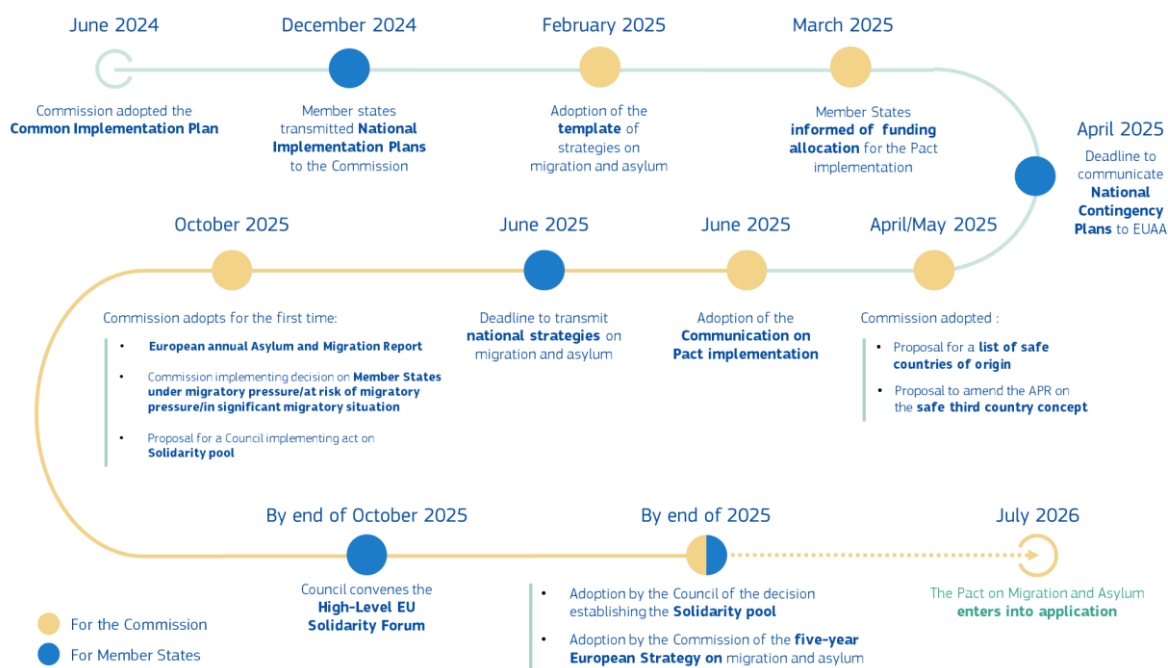 June 2024
Commission adopted the
Common Implementation Plan
December 2024
Member states
transmitted National
Implementation Plans
to the Commission
February 2025
Adoption of the
template of
strategies on
migration and asylum
March 2025
Member States
informed of funding
allocation for the Pact
implementation
April 2025
Deadline to
communicate
National
Contingency
Plans to EUAA
April/May 2025
Commission adopted :
• Proposal for a list of safe
countries of origin
• Proposal to amend the APR on
the safe third country concept
June 2025
Adoption of the
Communication on
Pact implementation
June 2025
Deadline to transmit
national strategies on
migration and asylum
October 2025
Commission adopts for the first time:
• European annual Asylum and Migration Report
• Commission implementing decision on Member States
under migratory pressure/at risk of migratory
pressure/in significant migratory situation
• Proposal for a Council implementing act on
Solidarity pool
By end of October 2025
Council convenes the
High-Level EU
Solidarity Forum
By end of 2025
• Adoption by the Council of the decision
establishing the Solidarity pool
• Adoption by the Commission of the five-year
European Strategy on migration and asylum
July 2026
The Pact on Migration and Asylum
enters into application
For the Commission
For Member States